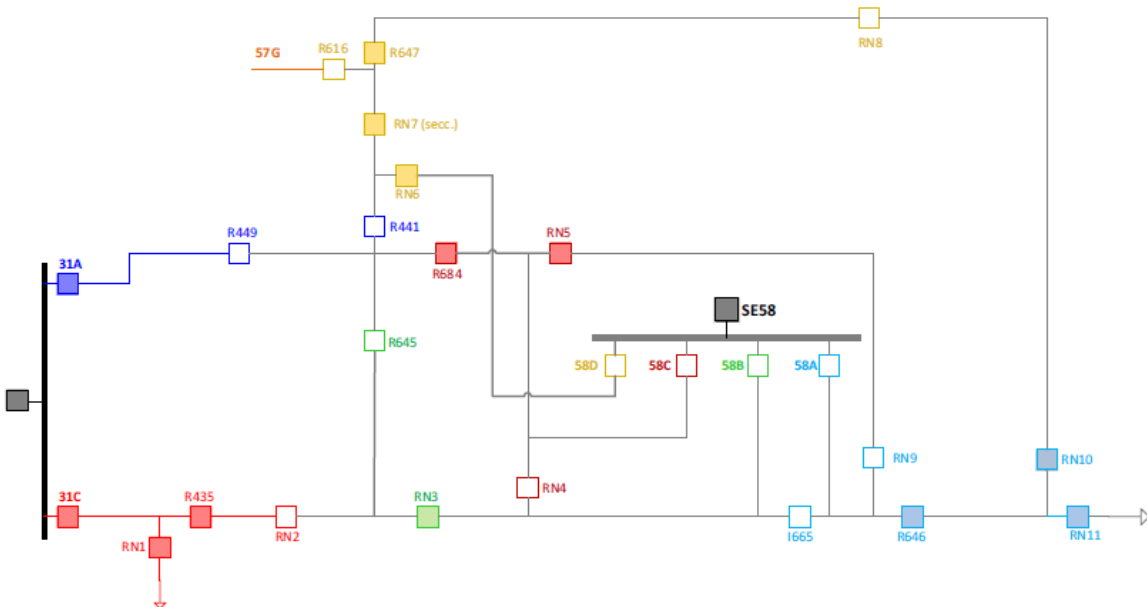 RN8
R616
57G
R647
RN7 (secc.)
RN6
R449
R441
RN5
31A
R684
SE58
R645
58D
58C
58B
58A
RN9
RN10
RN4
31C
R435
RN3
RN2
I665
R646
RN11
RN1